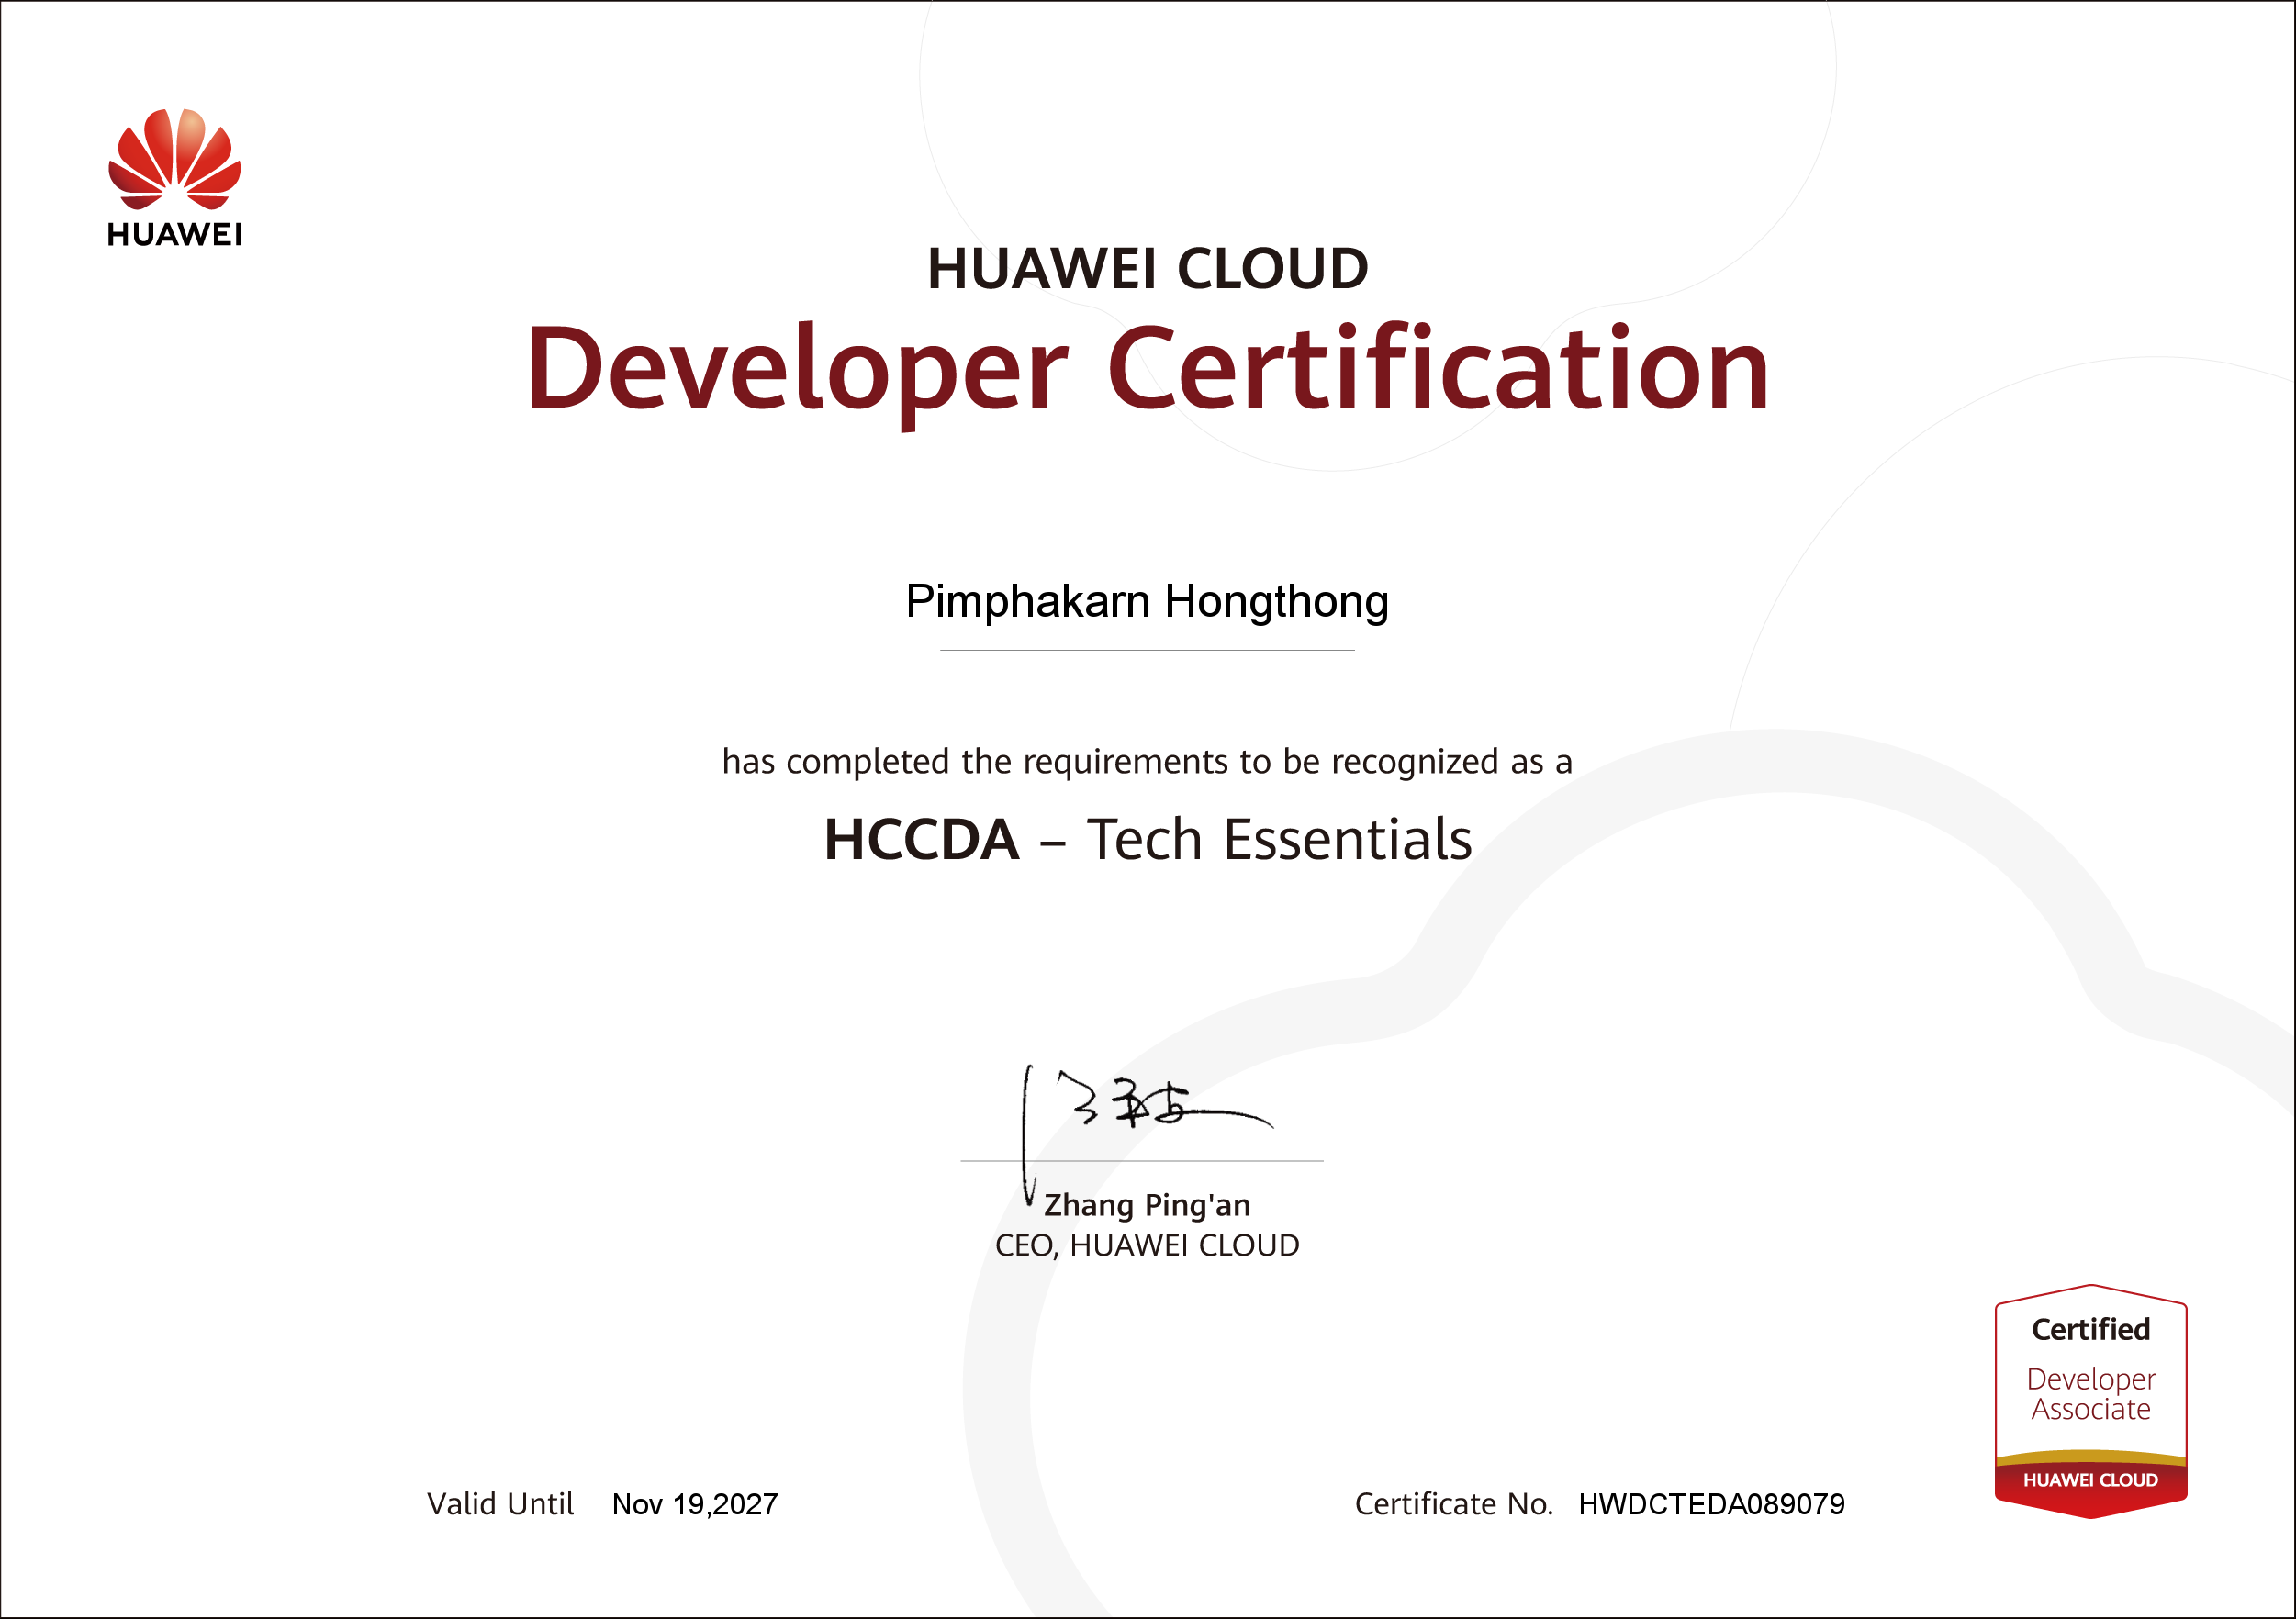 HUAWEI
HUAWEI CLOUD
Developer Certification
Pimphakarn Hongthong
has completed the requirements to be recognized as a
HCCDA – Tech Essentials
Zhang Ping'an
CEO, HUAWEI CLOUD
Certified
Developer
Associate
HUAWEI CLOUD
Valid Until Nov 19,2027
Certificate No. HWDCTEDA089079